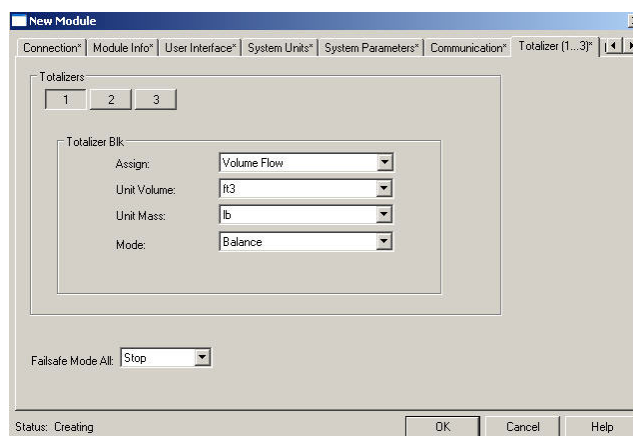 New Module
Connection* Module Info* User Interface* System Units* System Parameters* Communication* Totalizer (1...3)*
Totalizers
1 2 3
Totalizer Blk
Assign: Volume Flow
Unit Volume: ft3
Unit Mass: lb
Mode: Balance
Failsafe Mode All: Stop
Status: Creating OK Cancel Help